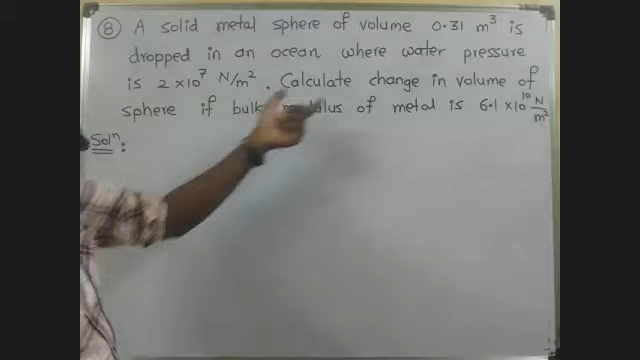 ⑧ A solid metal sphere of volume 0.31 m³ is
dropped in an ocean where water pressure
is 2 × 10⁷ N/m². Calculate change in volume of
sphere if bulk of metal is 6.1 × 10¹⁰ N/m²
Solⁿ: